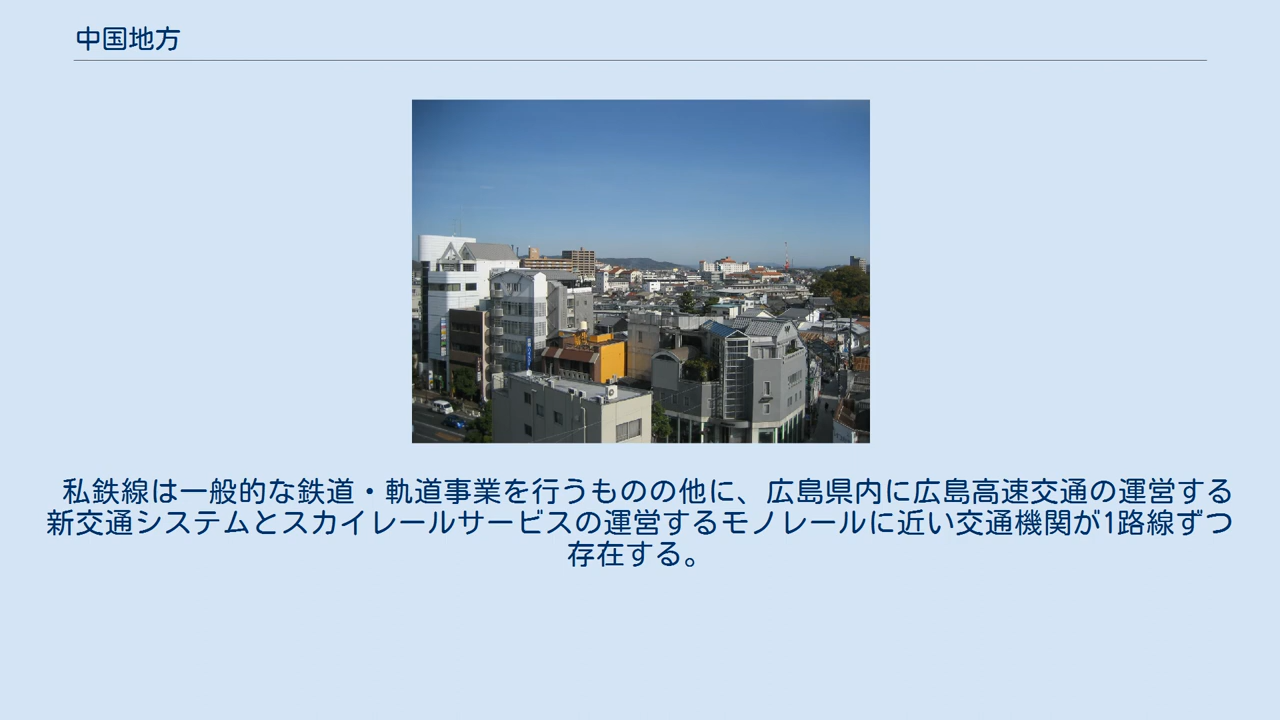 中国地方
私鉄線は一般的な鉄道・軌道事業を行うものの他に、広島県内に広島高速交通の運営する
新交通システムとスカイレールサービスの運営するモノレールに近い交通機関が1路線ずつ
存在する。